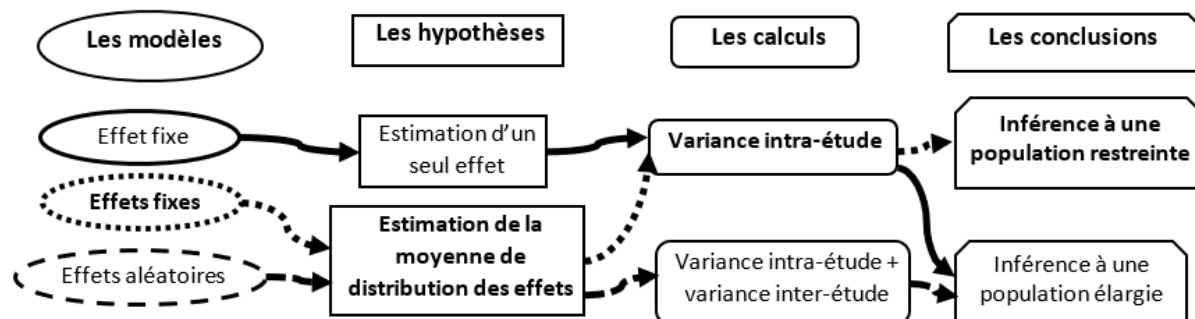 Les modèles
Les hypothèses
Les calculs
Les conclusions
Effet fixe
Estimation d'un
seul effet
Variance intra-étude
Inférence à une
population restreinte
Effets fixes
Estimation de la
moyenne de
distribution des effets
Effets aléatoires
Variance intra-étude +
variance inter-étude
Inférence à une
population élargie